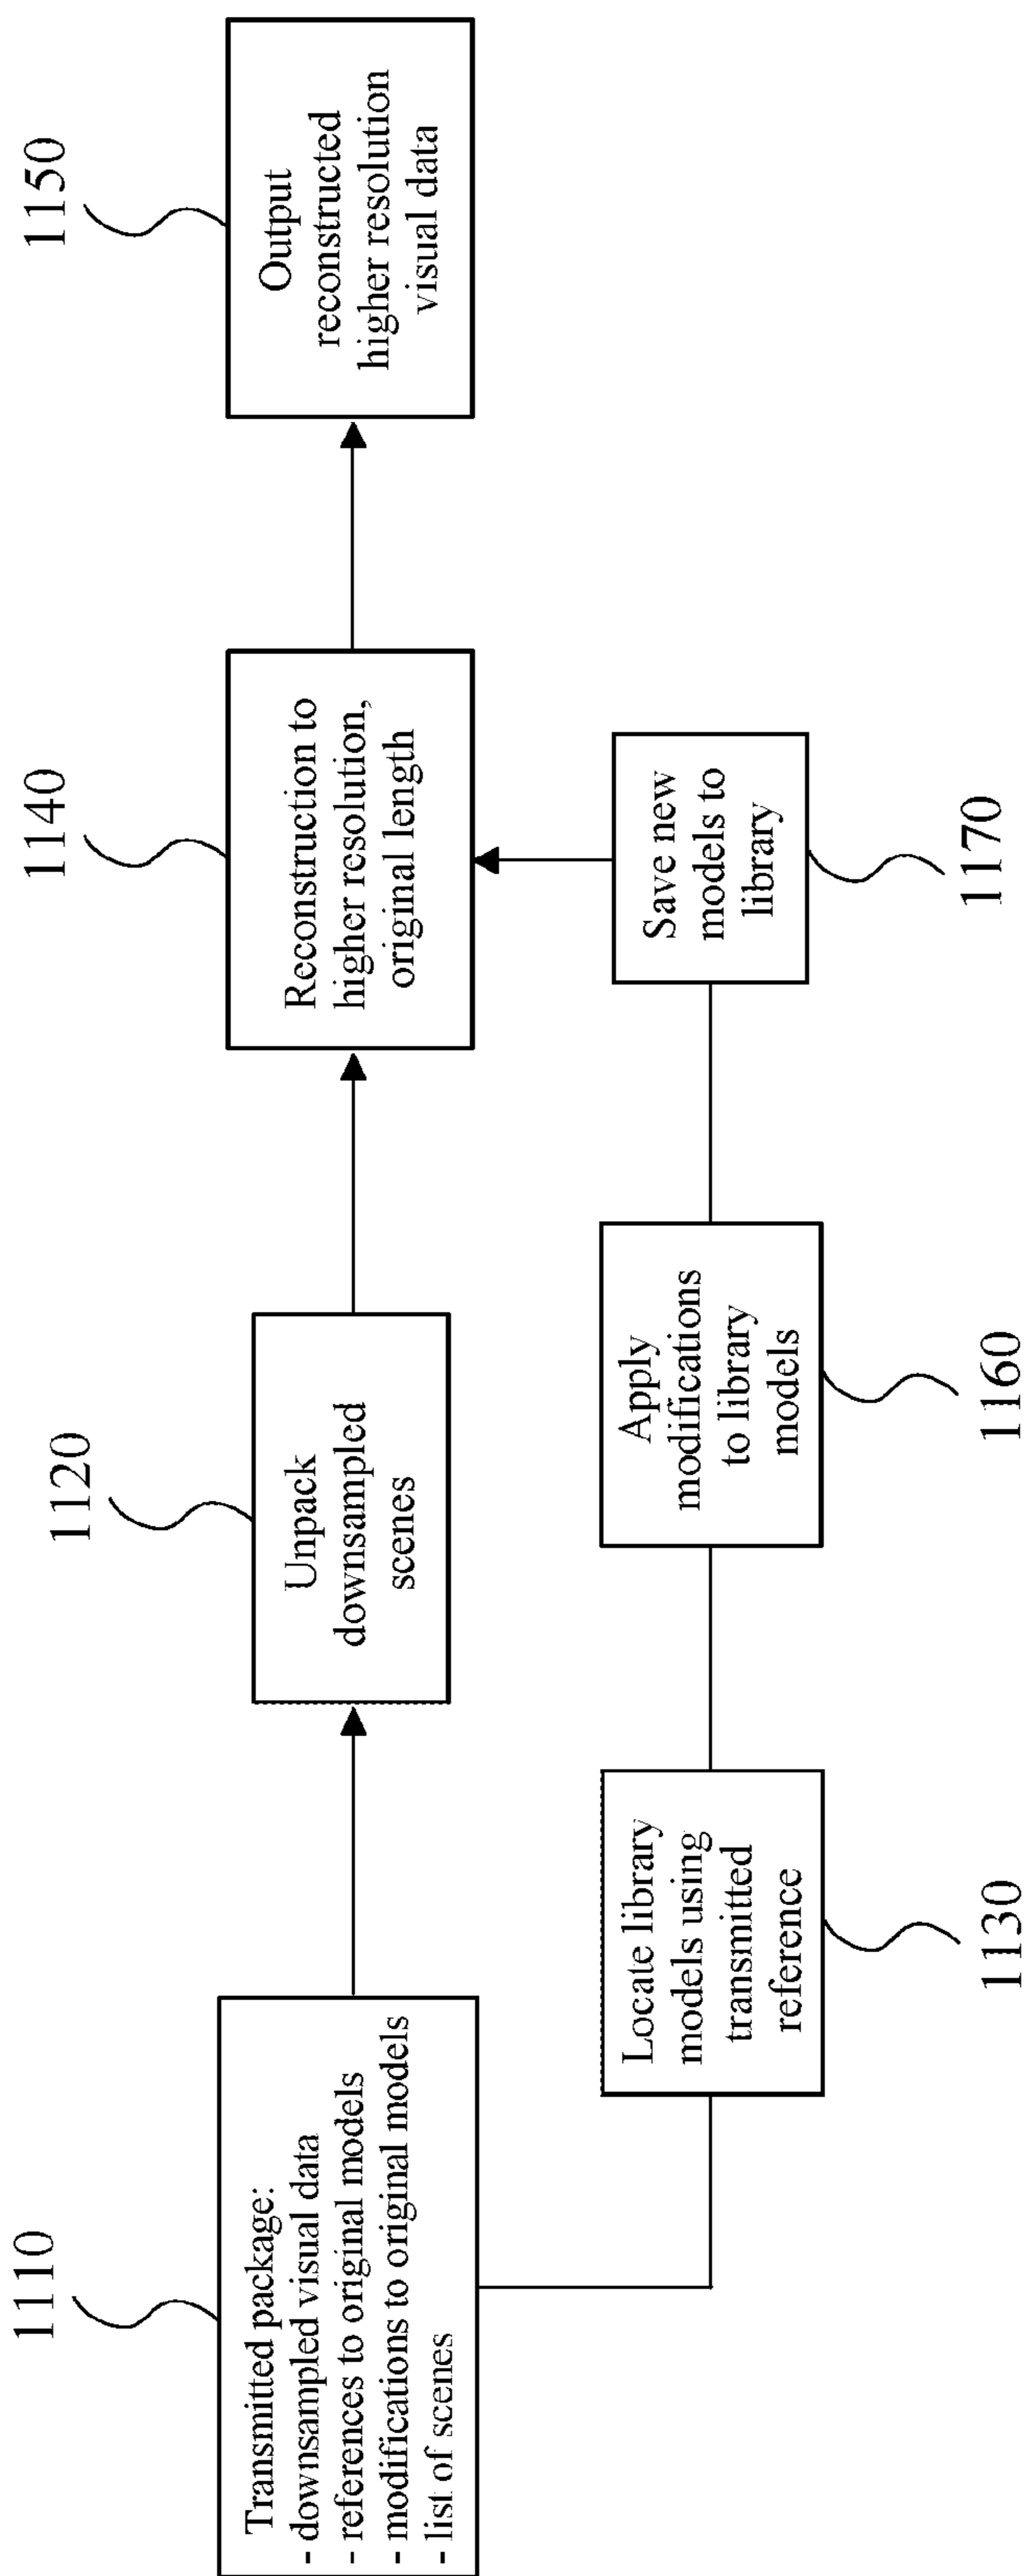 1110
Transmitted package:
- downsampled visual data
- references to original models
- modifications to original models
- list of scenes
1120
Unpack
downsampled
scenes
1140
Reconstruction to
higher resolution,
original length
1150
Output
reconstructed
higher resolution
visual data
Locate library
models using
transmitted
reference
1130
Apply
modifications
to library
models
1160
Save new
models to
library
1170